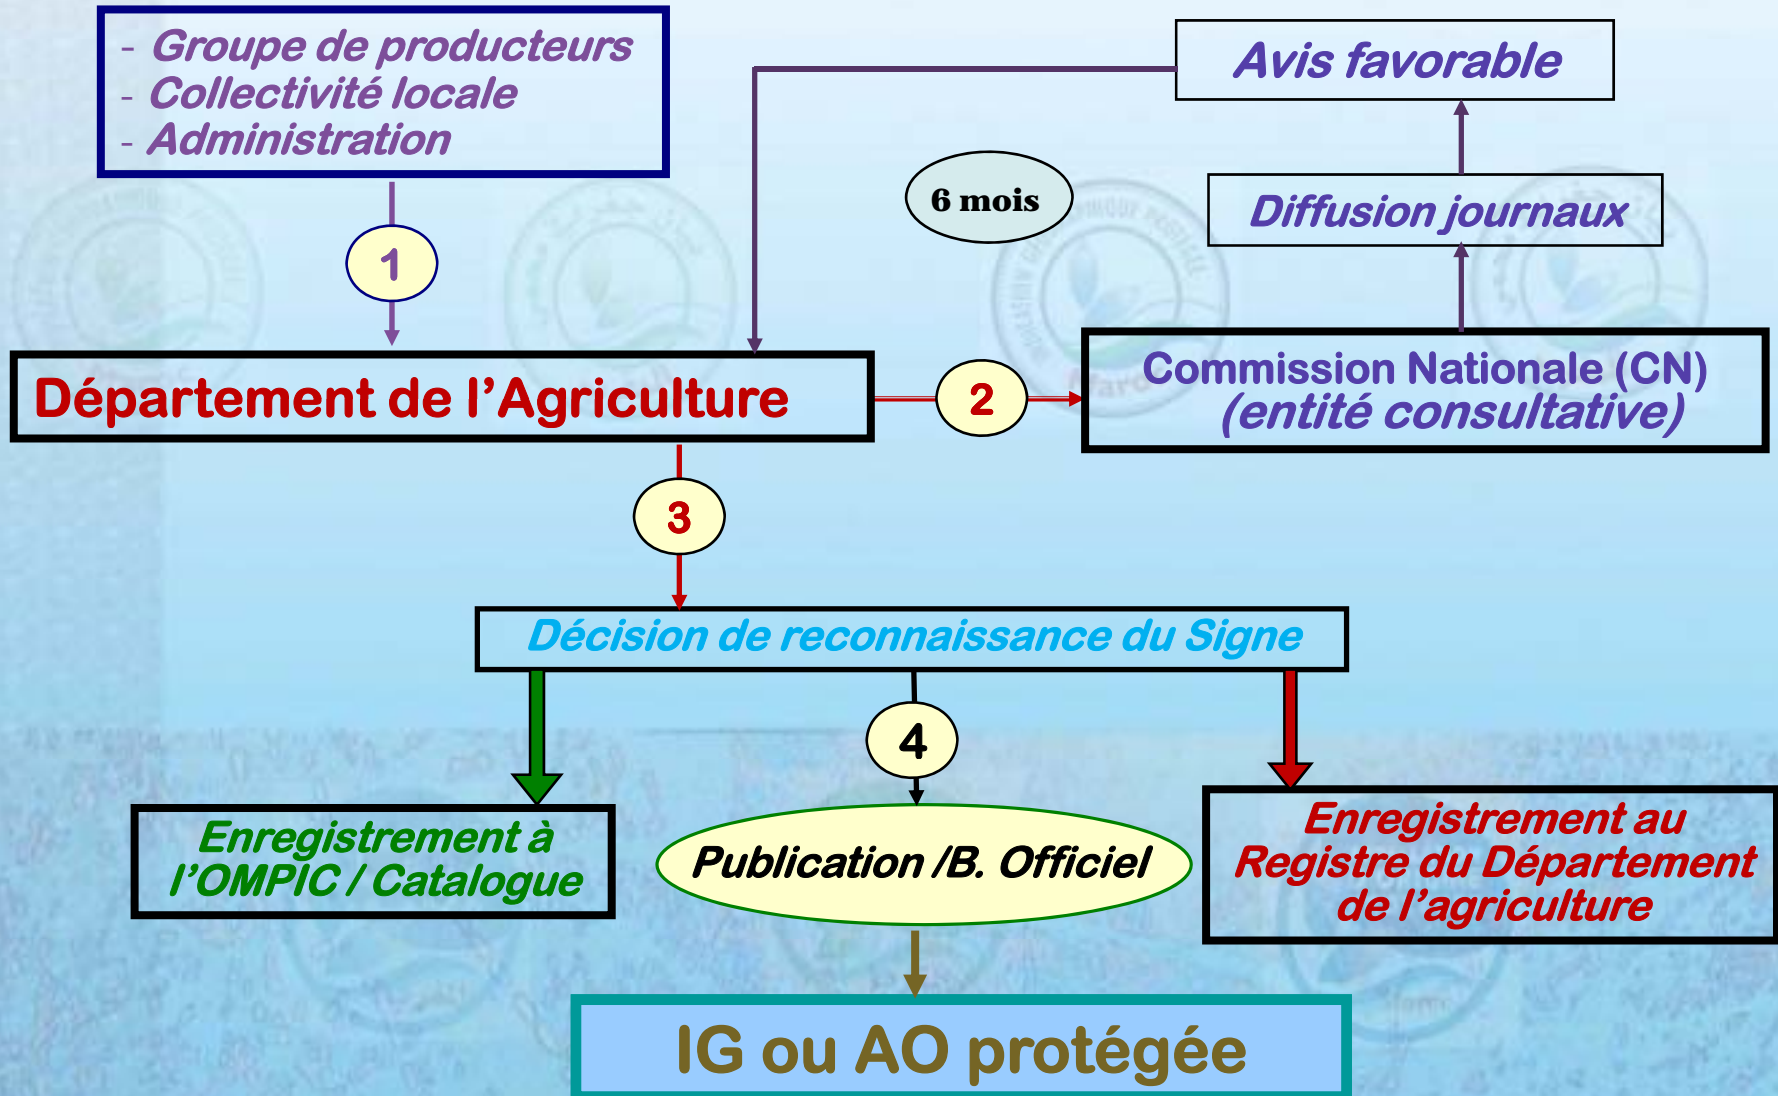 - Groupe de producteurs
- Collectivité locale
- Administration
Avis favorable
6 mois
Diffusion journaux
1
Département de l’Agriculture
2
Commission Nationale (CN)
(entité consultative)
3
Décision de reconnaissance du Signe
4
Enregistrement à
l’OMPIC / Catalogue
Publication /B. Officiel
Enregistrement au
Registre du Département
de l’agriculture
IG ou AO protégée